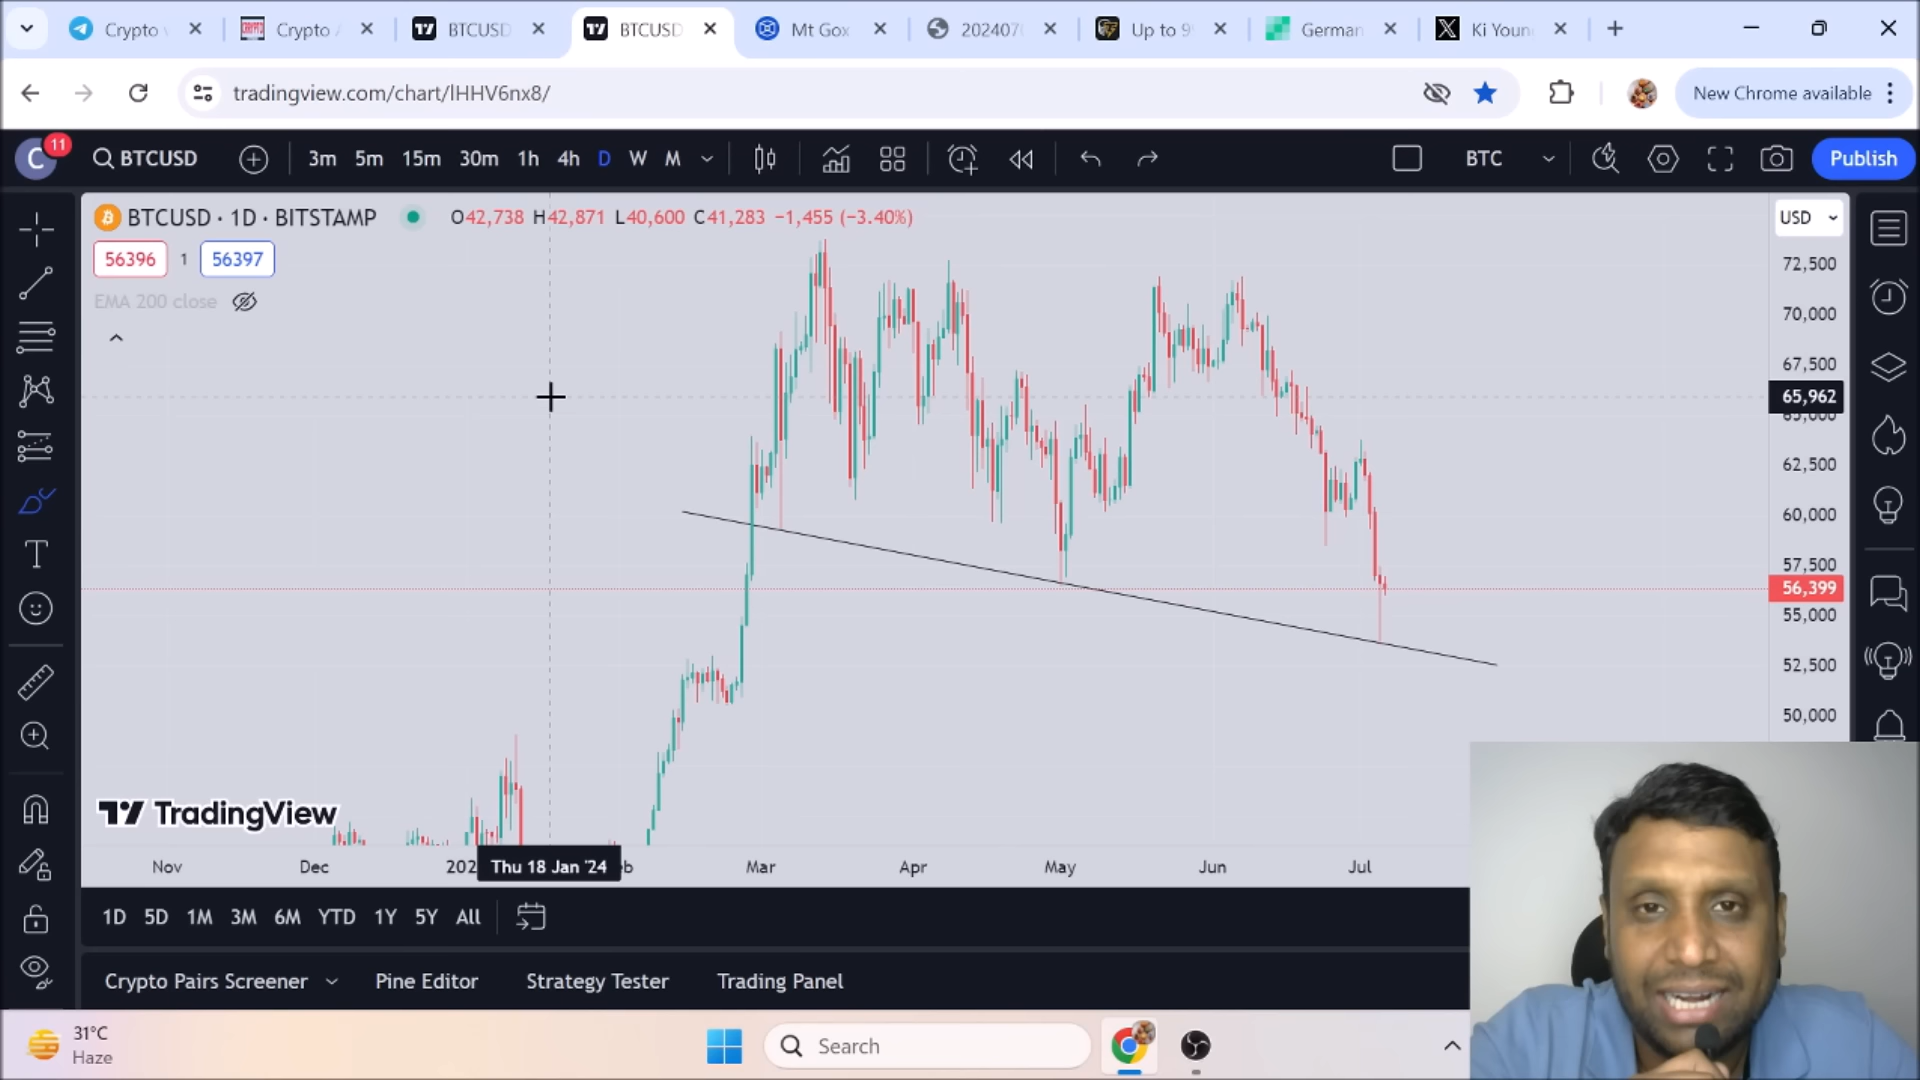 Crypto
Crypto
BTCUSD
BTCUSD
Mt Gox
202407
Up to 9
German
Ki Youn
tradingview.com/chart/lHHV6nx8/
New Chrome available
C
11
BTCUSD
3m 5m 15m 30m 1h 4h D W M
BTC
Publish
BTCUSD · 1D · BITSTAMP
O42,738 H42,871 L40,600 C41,283 −1,455 (−3.40%)
USD
56396 1 56397
EMA 200 close
72,500
70,000
67,500
65,962
62,500
60,000
57,500
56,399
55,000
52,500
50,000
TradingView
Nov Dec 202 Thu 18 Jan '24 eb Mar Apr May Jun Jul
1D 5D 1M 3M 6M YTD 1Y 5Y All
Crypto Pairs Screener Pine Editor Strategy Tester Trading Panel
31°C
Haze
Search